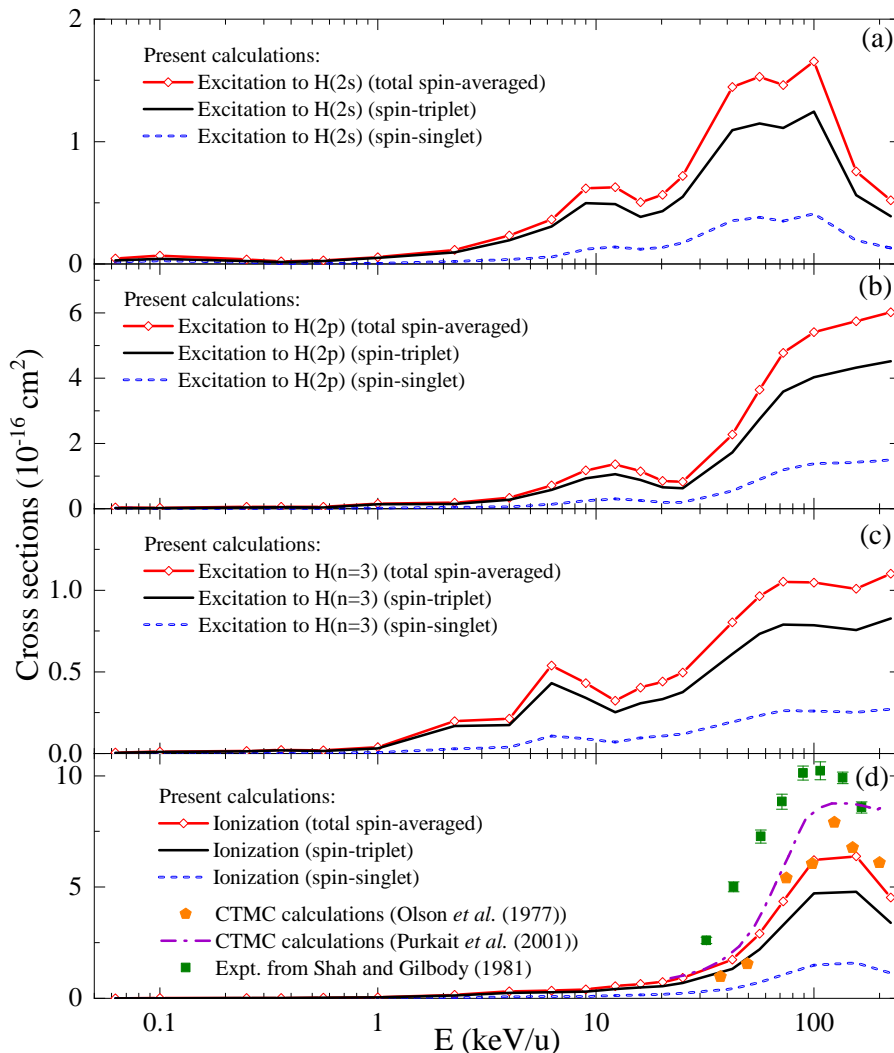 2
(a)
Present calculations:
Excitation to H(2s) (total spin-averaged)
Excitation to H(2s) (spin-triplet)
Excitation to H(2s) (spin-singlet)
1
0
(b)
Present calculations:
Excitation to H(2p) (total spin-averaged)
Excitation to H(2p) (spin-triplet)
Excitation to H(2p) (spin-singlet)
6
4
2
0
Cross sections (10⁻¹⁶ cm²)
(c)
Present calculations:
Excitation to H(n=3) (total spin-averaged)
Excitation to H(n=3) (spin-triplet)
Excitation to H(n=3) (spin-singlet)
1.0
0.5
0.0
(d)
10
Present calculations:
Ionization (total spin-averaged)
Ionization (spin-triplet)
Ionization (spin-singlet)
CTMC calculations (Olson et al. (1977))
CTMC calculations (Purkait et al. (2001))
Expt. from Shah and Gilbody (1981)
5
0
0.1 1 10 100
E (keV/u)